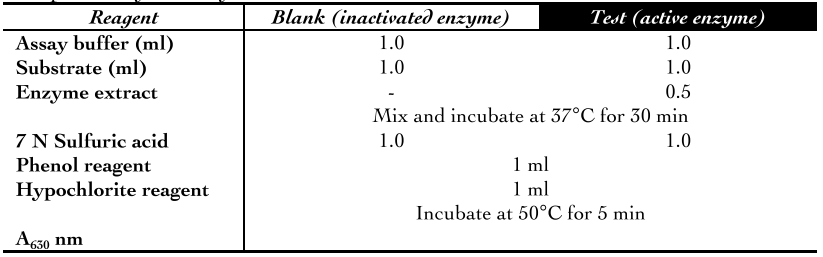 Reagent Blank (inactivated enzyme) Test (active enzyme)
Assay buffer (ml) 1.0 1.0
Substrate (ml) 1.0 1.0
Enzyme extract - 0.5
Mix and incubate at 37°C for 30 min
7 N Sulfuric acid 1.0 1.0
Phenol reagent 1 ml
Hypochlorite reagent 1 ml
Incubate at 50°C for 5 min
A630 nm